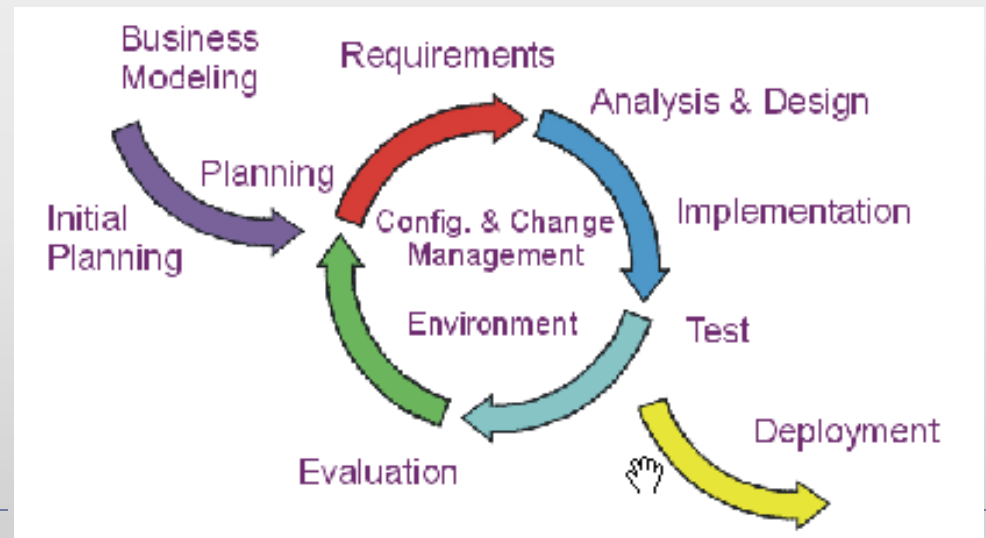 Business
Modeling
Requirements
Analysis & Design
Planning
Initial
Planning
Config. & Change
Management
Implementation
Environment
Test
Deployment
Evaluation